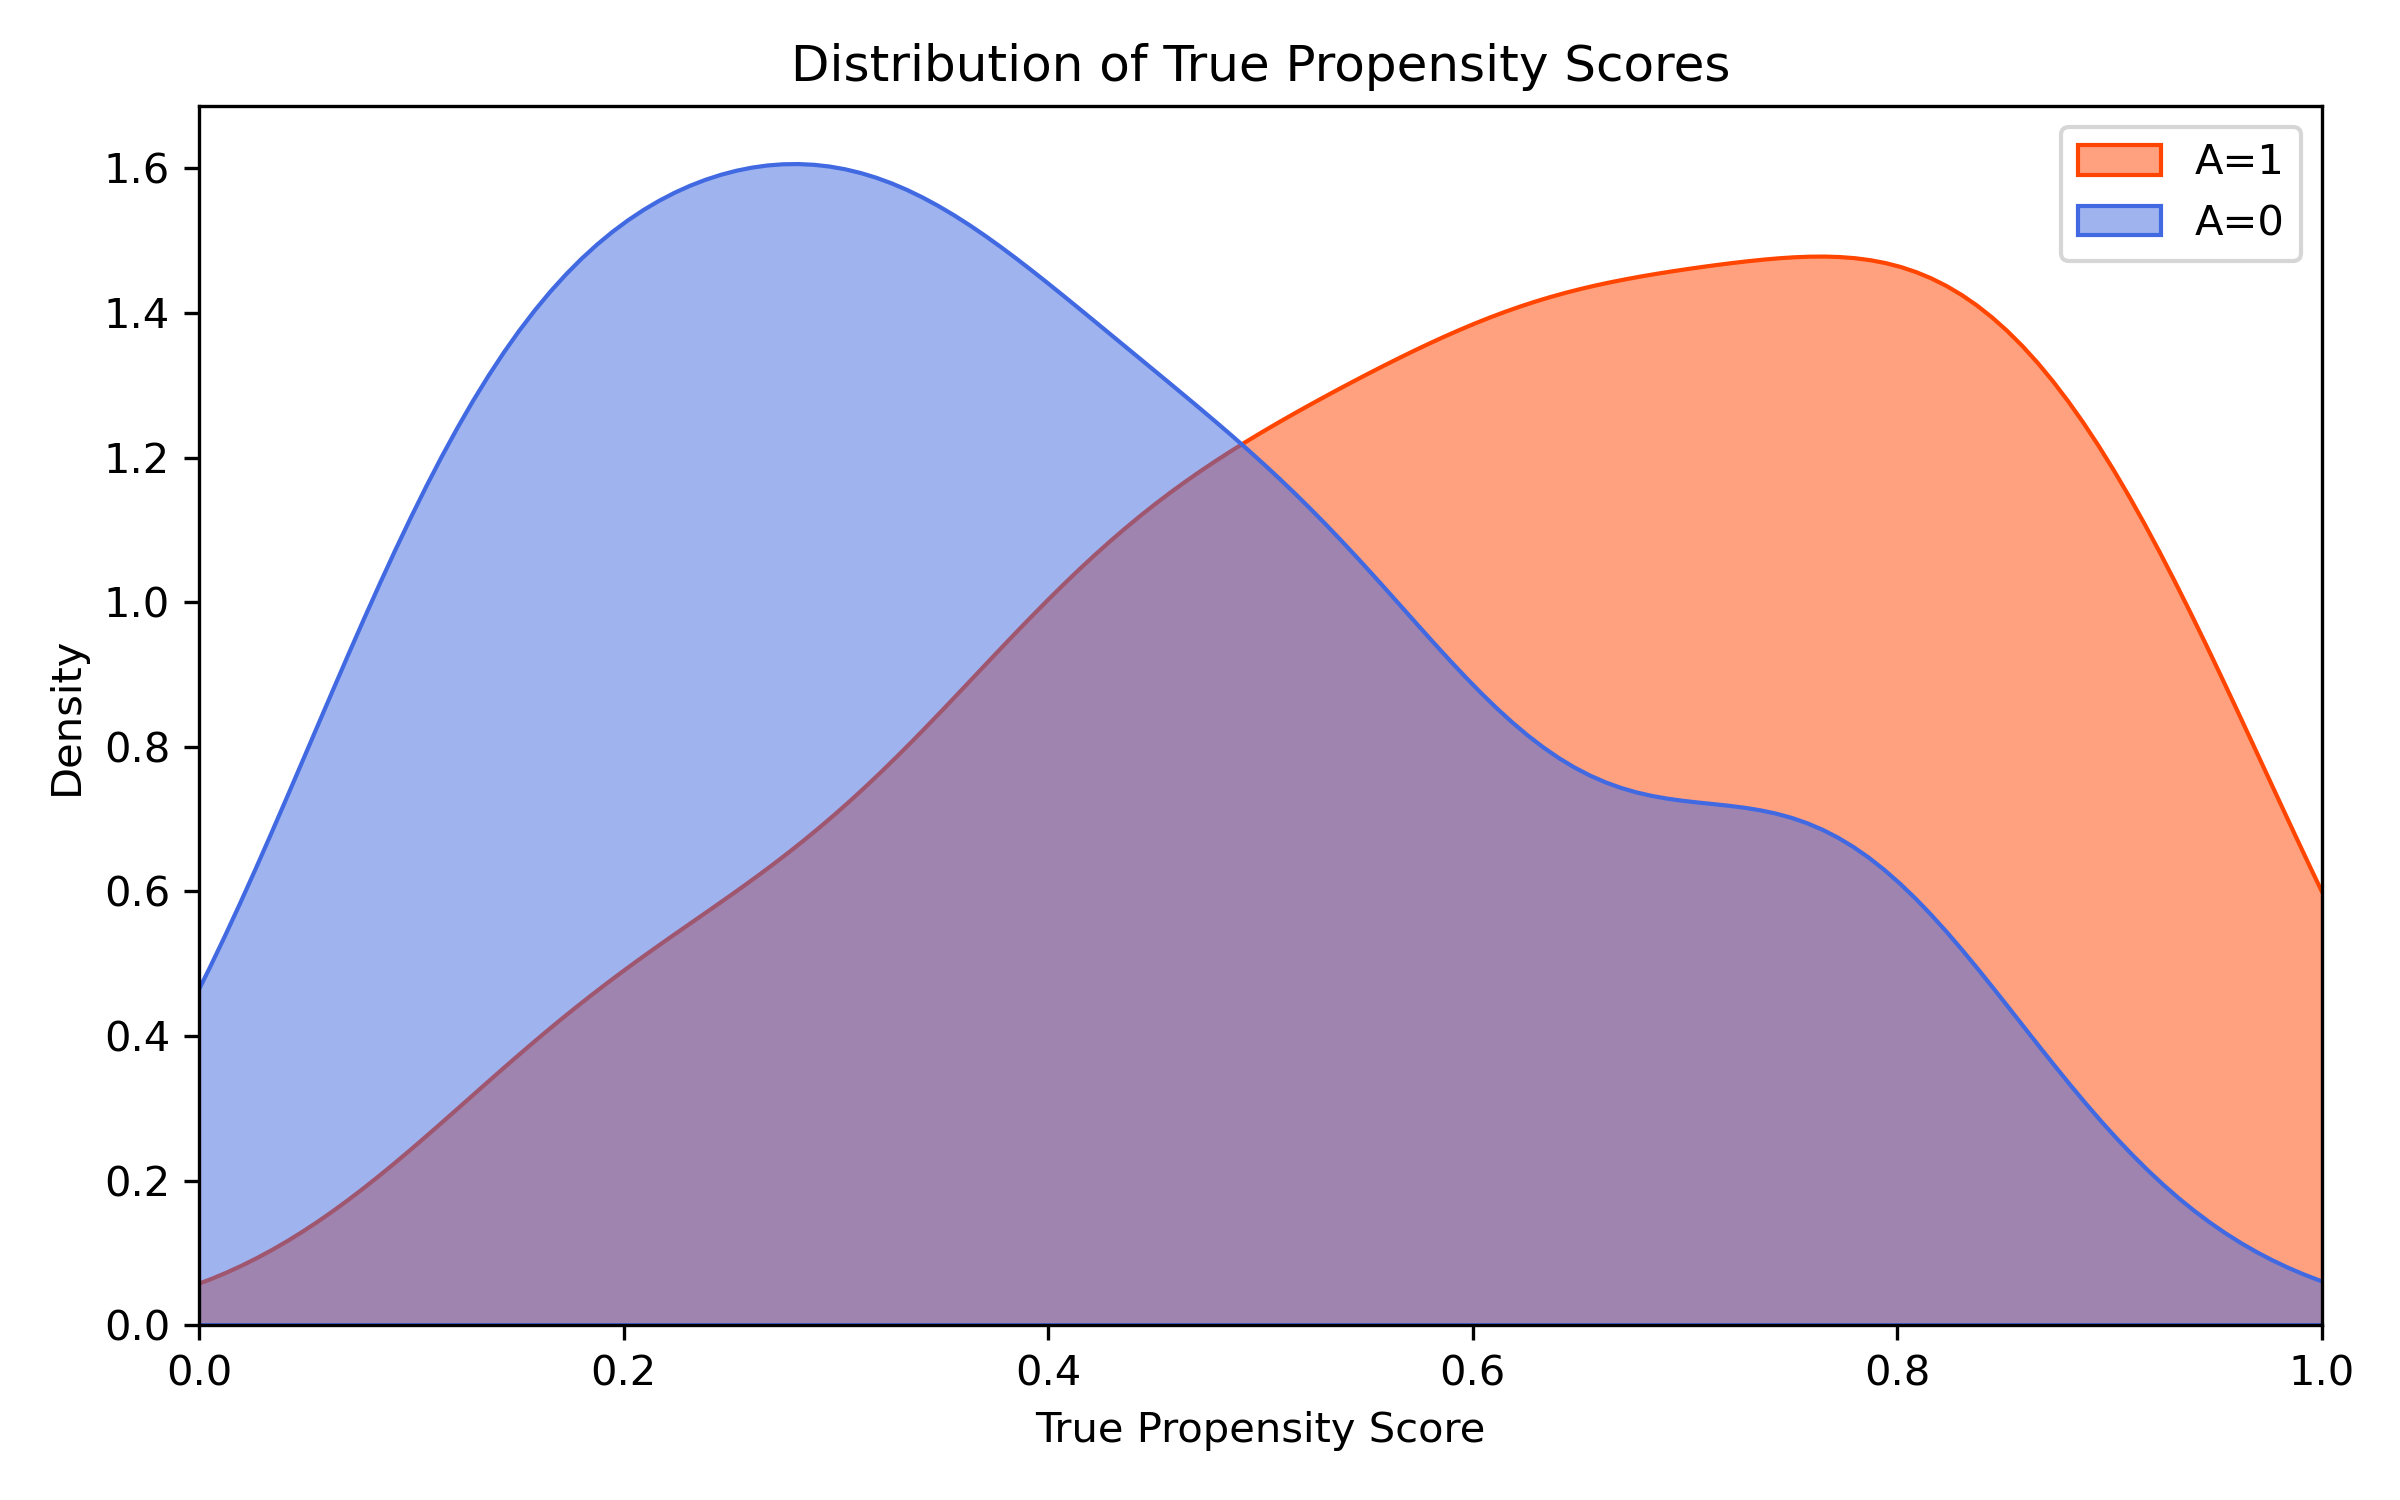 Distribution of True Propensity Scores
A=1
A=0
1.6
1.4
1.2
1.0
0.8
0.6
0.4
0.2
0.0
Density
0.0 0.2 0.4 0.6 0.8 1.0
True Propensity Score